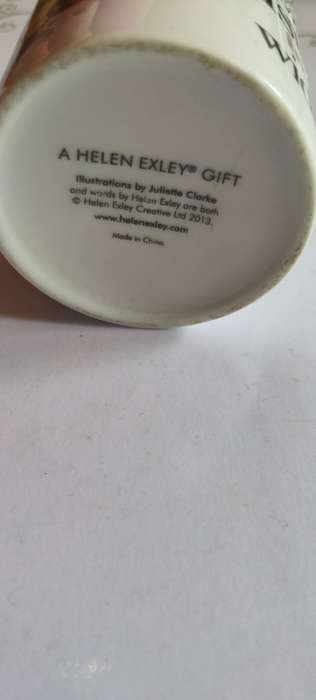 A HELEN EXLEY® GIFT
Illustrations by Juliette Clarke
and words by Helen Exley are both
© Helen Exley Creative Ltd 2013.
www.helenexley.com
Made in China.